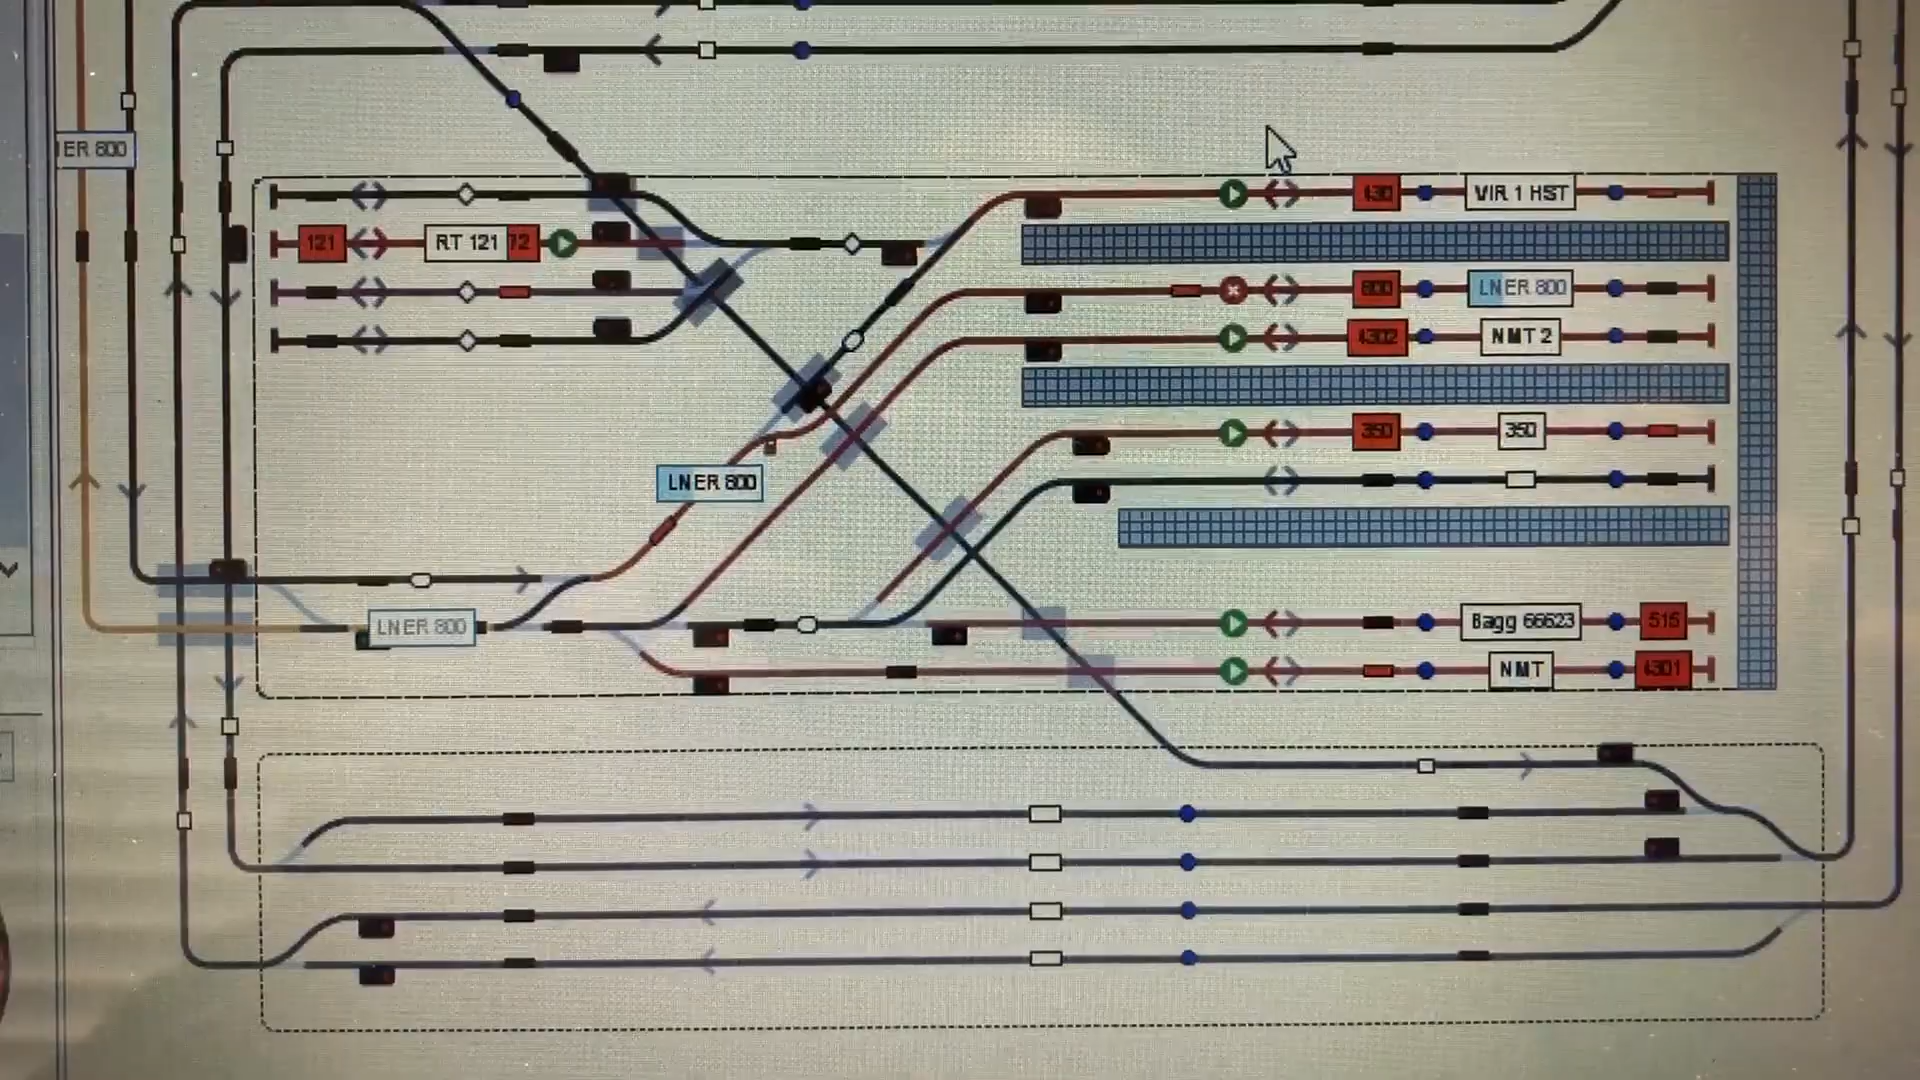 ER 800
430
VIR 1 HST
121
RT 121
72
800
LNER 800
4302
NMT 2
350
350
LNER 800
LNER 800
Bagg 66623
515
NMT
4301